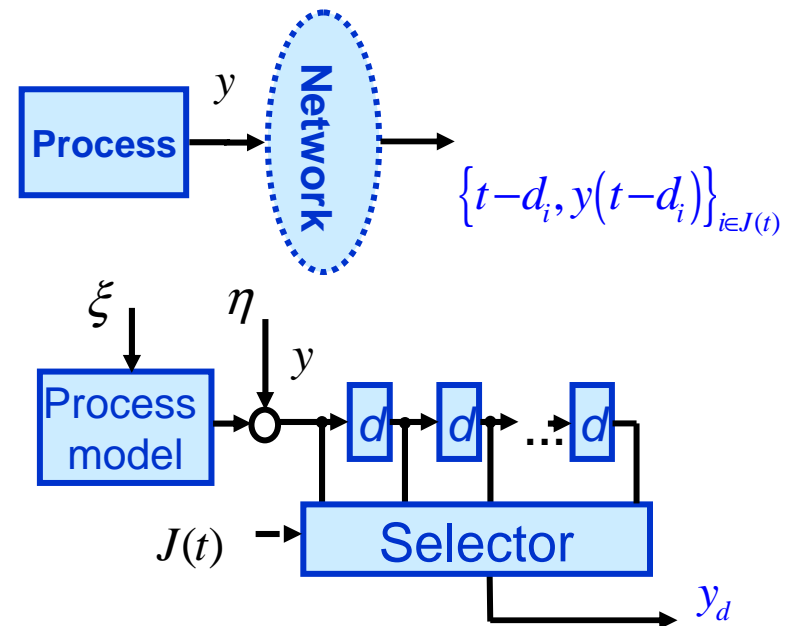 y
Process
Network
{t-d_i, y(t-d_i)}_{i∈J(t)}
ξ
η
y
Process
model
d
d
...
d
J(t)
Selector
y_d